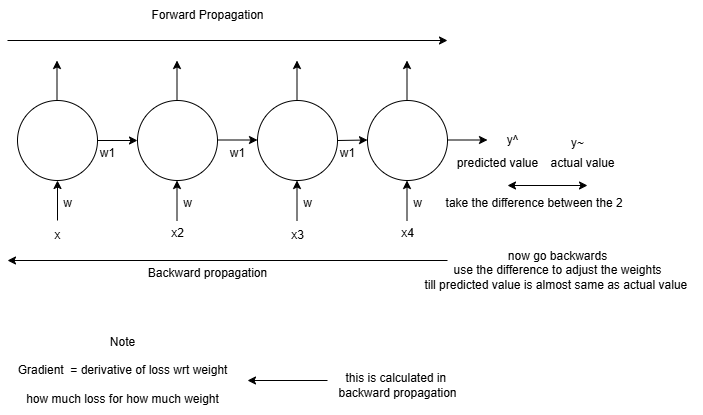 Forward Propagation
w1
w1
w1
y^
y~
predicted value
actual value
w
w
w
w
take the difference between the 2
x
x2
x3
x4
now go backwards
Backward propagation
use the difference to adjust the weights
till predicted value is almost same as actual value
Note
Gradient = derivative of loss wrt weight
this is calculated in
backward propagation
how much loss for how much weight